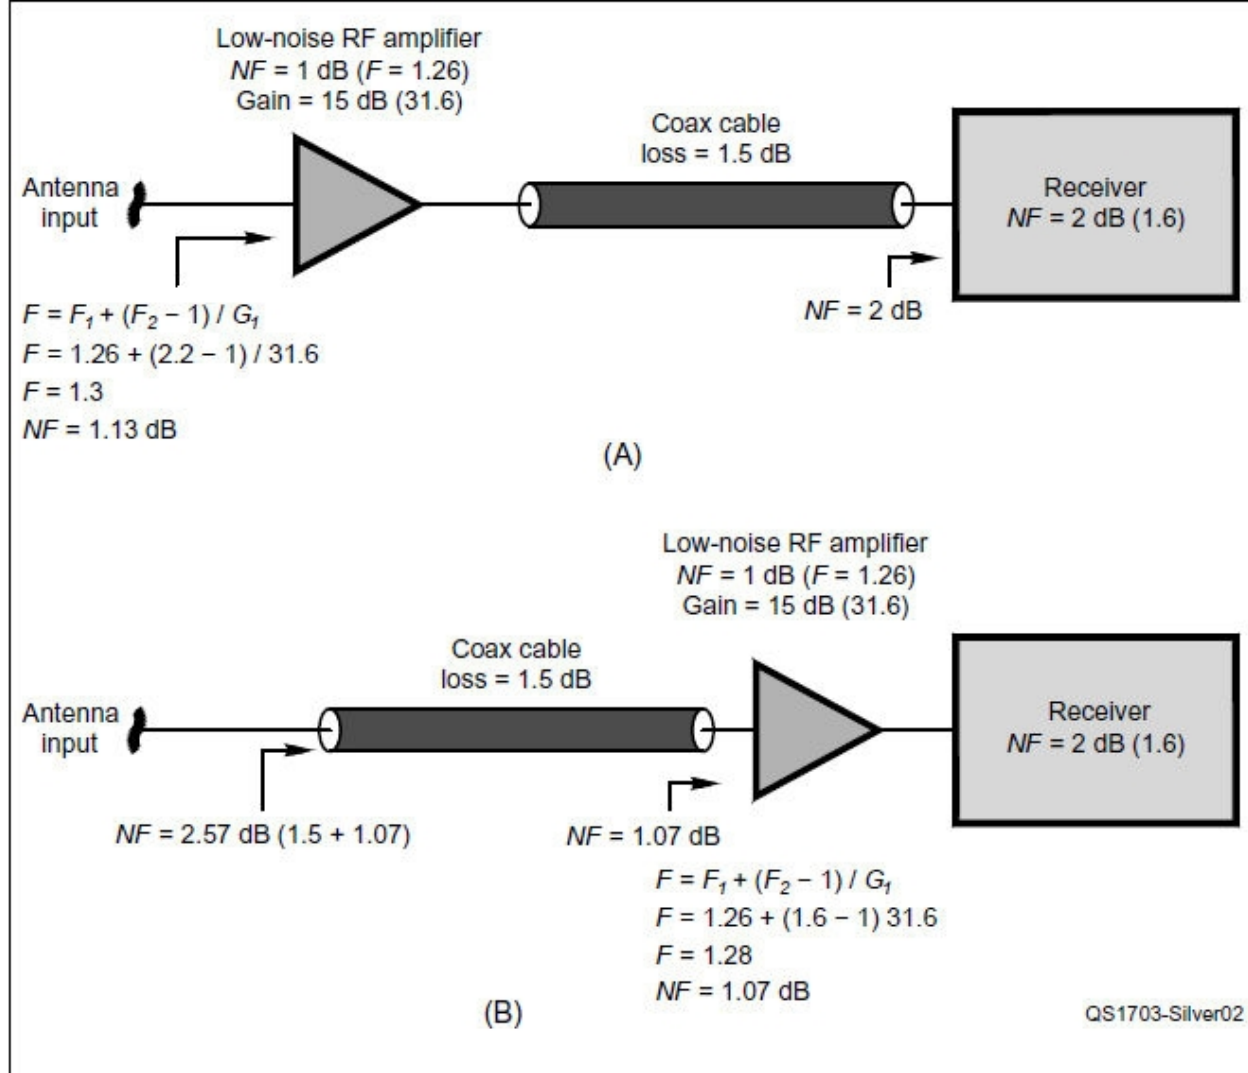 Low-noise RF amplifier
NF = 1 dB (F = 1.26)
Gain = 15 dB (31.6)
Coax cable
loss = 1.5 dB
Antenna
input
Receiver
NF = 2 dB (1.6)
NF = 2 dB
F = F₁ + (F₂ − 1) / G₁
F = 1.26 + (2.2 − 1) / 31.6
F = 1.3
NF = 1.13 dB
(A)
Low-noise RF amplifier
NF = 1 dB (F = 1.26)
Gain = 15 dB (31.6)
Coax cable
loss = 1.5 dB
Antenna
input
Receiver
NF = 2 dB (1.6)
NF = 2.57 dB (1.5 + 1.07)
NF = 1.07 dB
F = F₁ + (F₂ − 1) / G₁
F = 1.26 + (1.6 − 1) 31.6
F = 1.28
NF = 1.07 dB
(B)
QS1703-Silver02